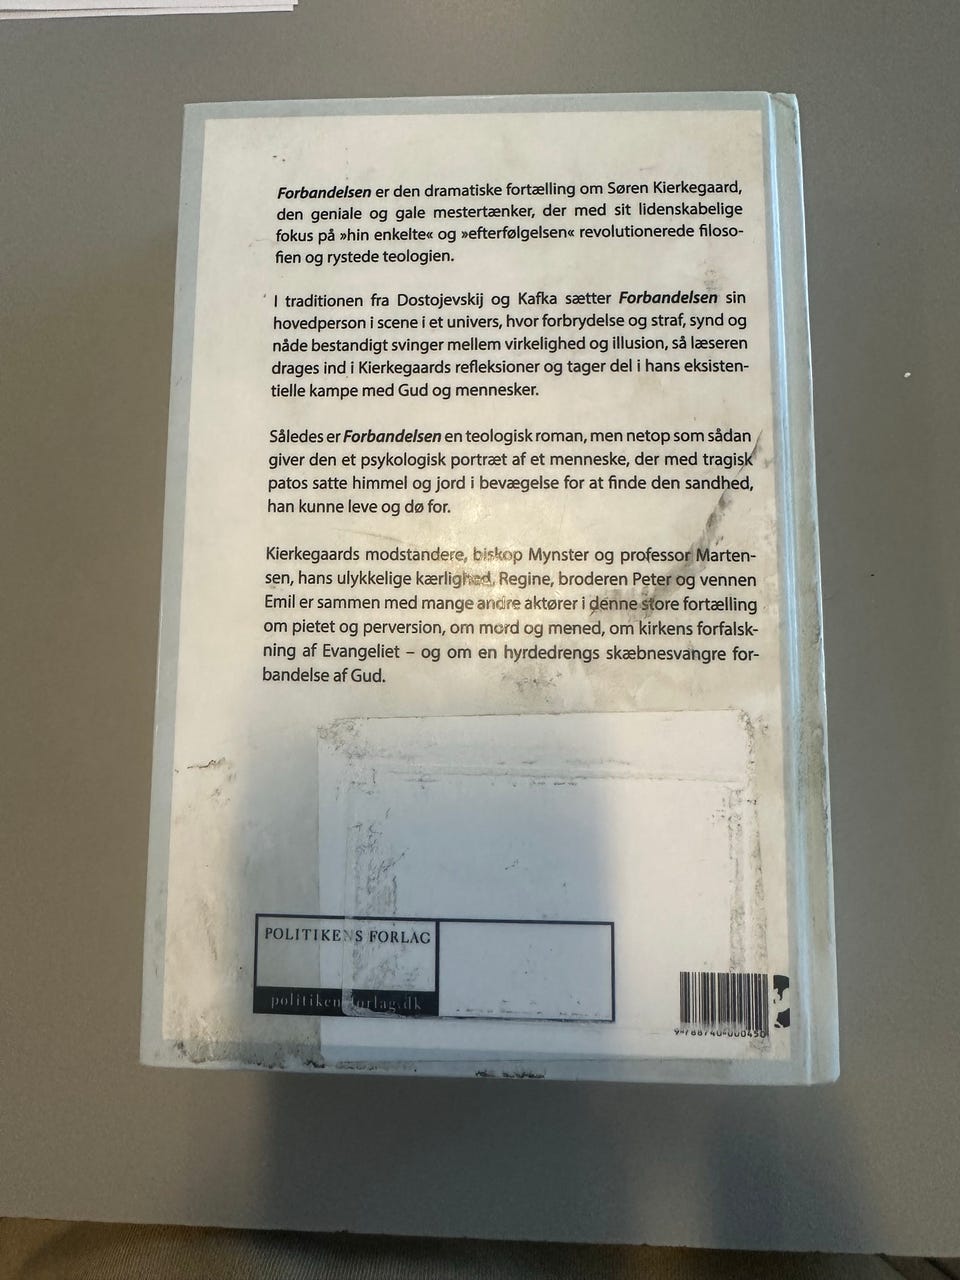 Forbandelsen er den dramatiske fortælling om Søren Kierkegaard,
den geniale og gale mestertænker, der med sit lidenskabelige
fokus på »hin enkelte« og »efterfølgelsen« revolutionerede filoso-
fien og rystede teologien.
I traditionen fra Dostojevskij og Kafka sætter Forbandelsen sin
hovedperson i scene i et univers, hvor forbrydelse og straf, synd og
nåde bestandigt svinger mellem virkelighed og illusion, så læseren
drages ind i Kierkegaards refleksioner og tager del i hans eksisten-
tielle kampe med Gud og mennesker.
Således er Forbandelsen en teologisk roman, men netop som sådan
giver den et psykologisk portræt af et menneske, der med tragisk
patos satte himmel og jord i bevægelse for at finde den sandhed,
han kunne leve og dø for.
Kierkegaards modstandere, biskop Mynster og professor Marten-
sen, hans ulykkelige kærlighed, Regine, broderen Peter og vennen
Emil er sammen med mange andre aktører i denne store fortælling
om pietet og perversion, om mord og mened, om kirkens forfalsk-
ning af Evangeliet – og om en hyrdedrengs skæbnesvangre for-
bandelse af Gud.
POLITIKENS FORLAG
politikensforlag.dk
9 788740 000450